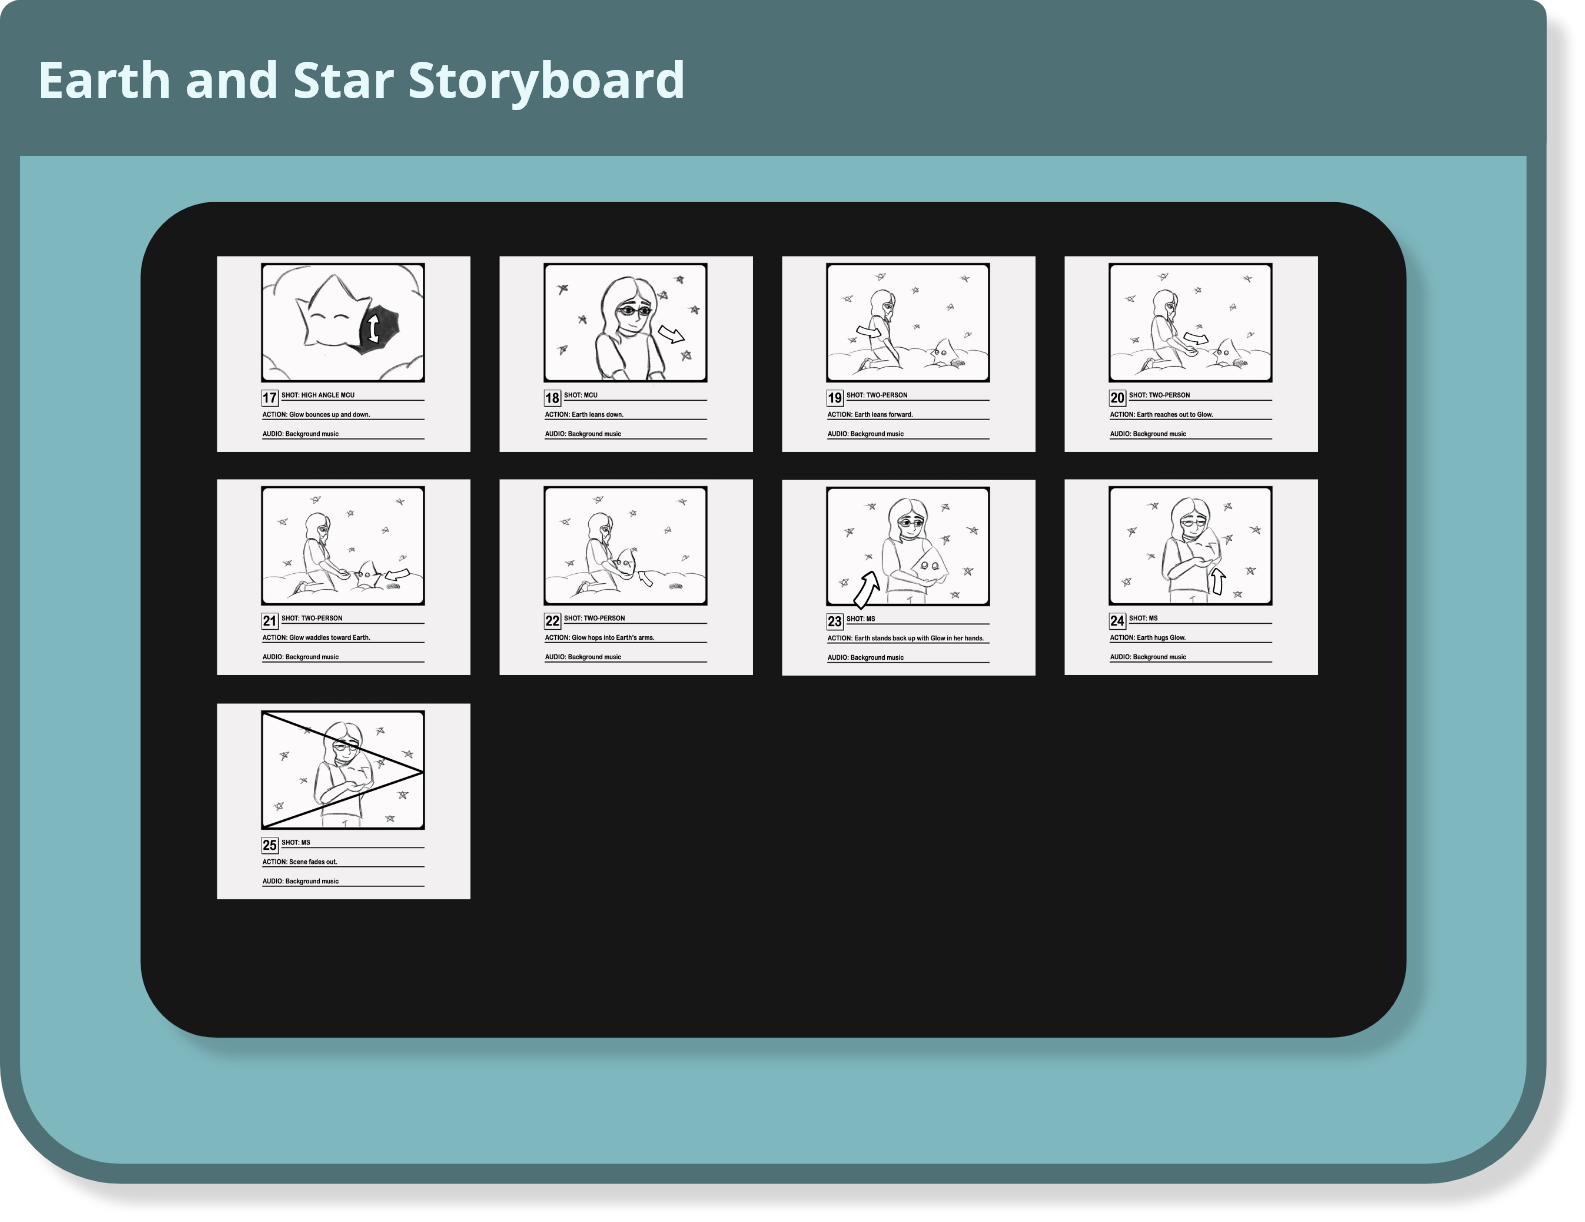 Earth and Star Storyboard
17 SHOT: HIGH ANGLE MCU
ACTION: Glow bounces up and down.
AUDIO: Background music
18 SHOT: MCU
ACTION: Earth leans down.
AUDIO: Background music
19 SHOT: TWO-PERSON
ACTION: Earth leans forward.
AUDIO: Background music
20 SHOT: TWO-PERSON
ACTION: Earth reaches out to Glow.
AUDIO: Background music
21 SHOT: TWO-PERSON
ACTION: Glow waddles toward Earth.
AUDIO: Background music
22 SHOT: TWO-PERSON
ACTION: Glow hops into Earth's arms.
AUDIO: Background music
23 SHOT: MS
ACTION: Earth stands back up with Glow in her hands.
AUDIO: Background music
24 SHOT: MS
ACTION: Earth hugs Glow.
AUDIO: Background music
25 SHOT: MS
ACTION: Scene fades out.
AUDIO: Background music